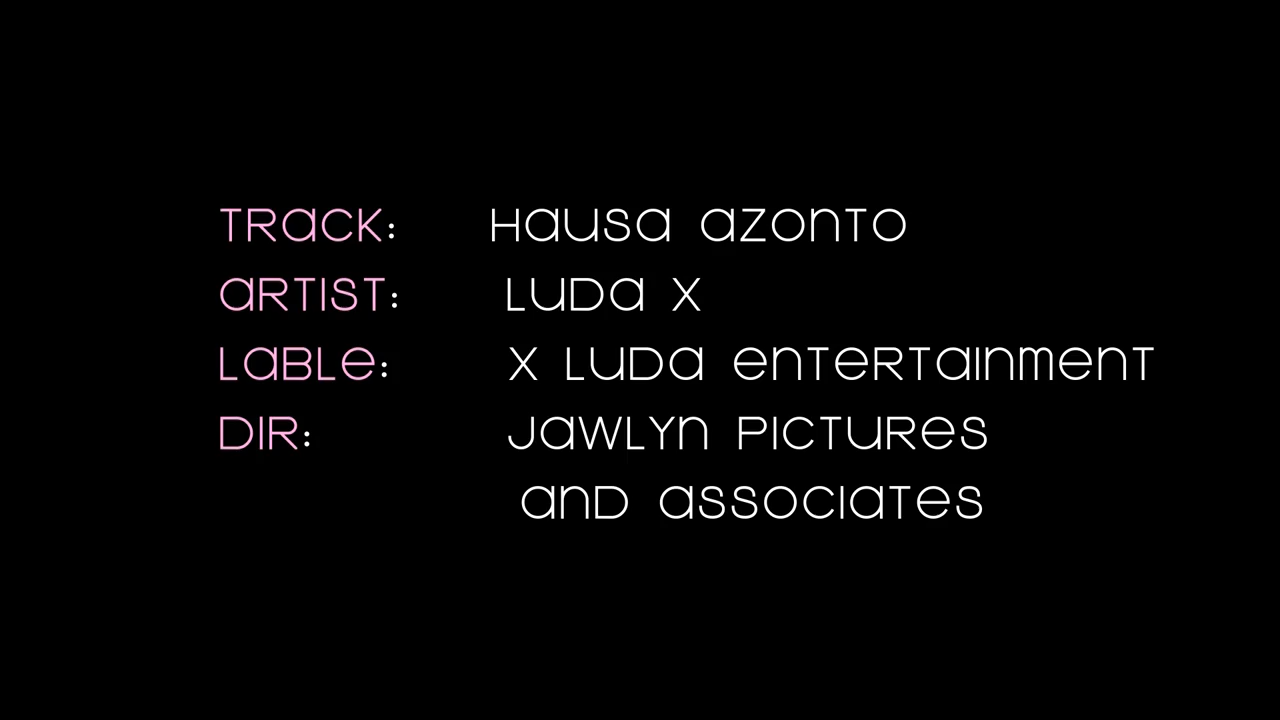 TRaCK: Hausa azonto
aRTIST: LuDa X
LaBLe: X LuDa enTeRTainmenT
DIR: JaWLYn PICTuRes
anD associaTes